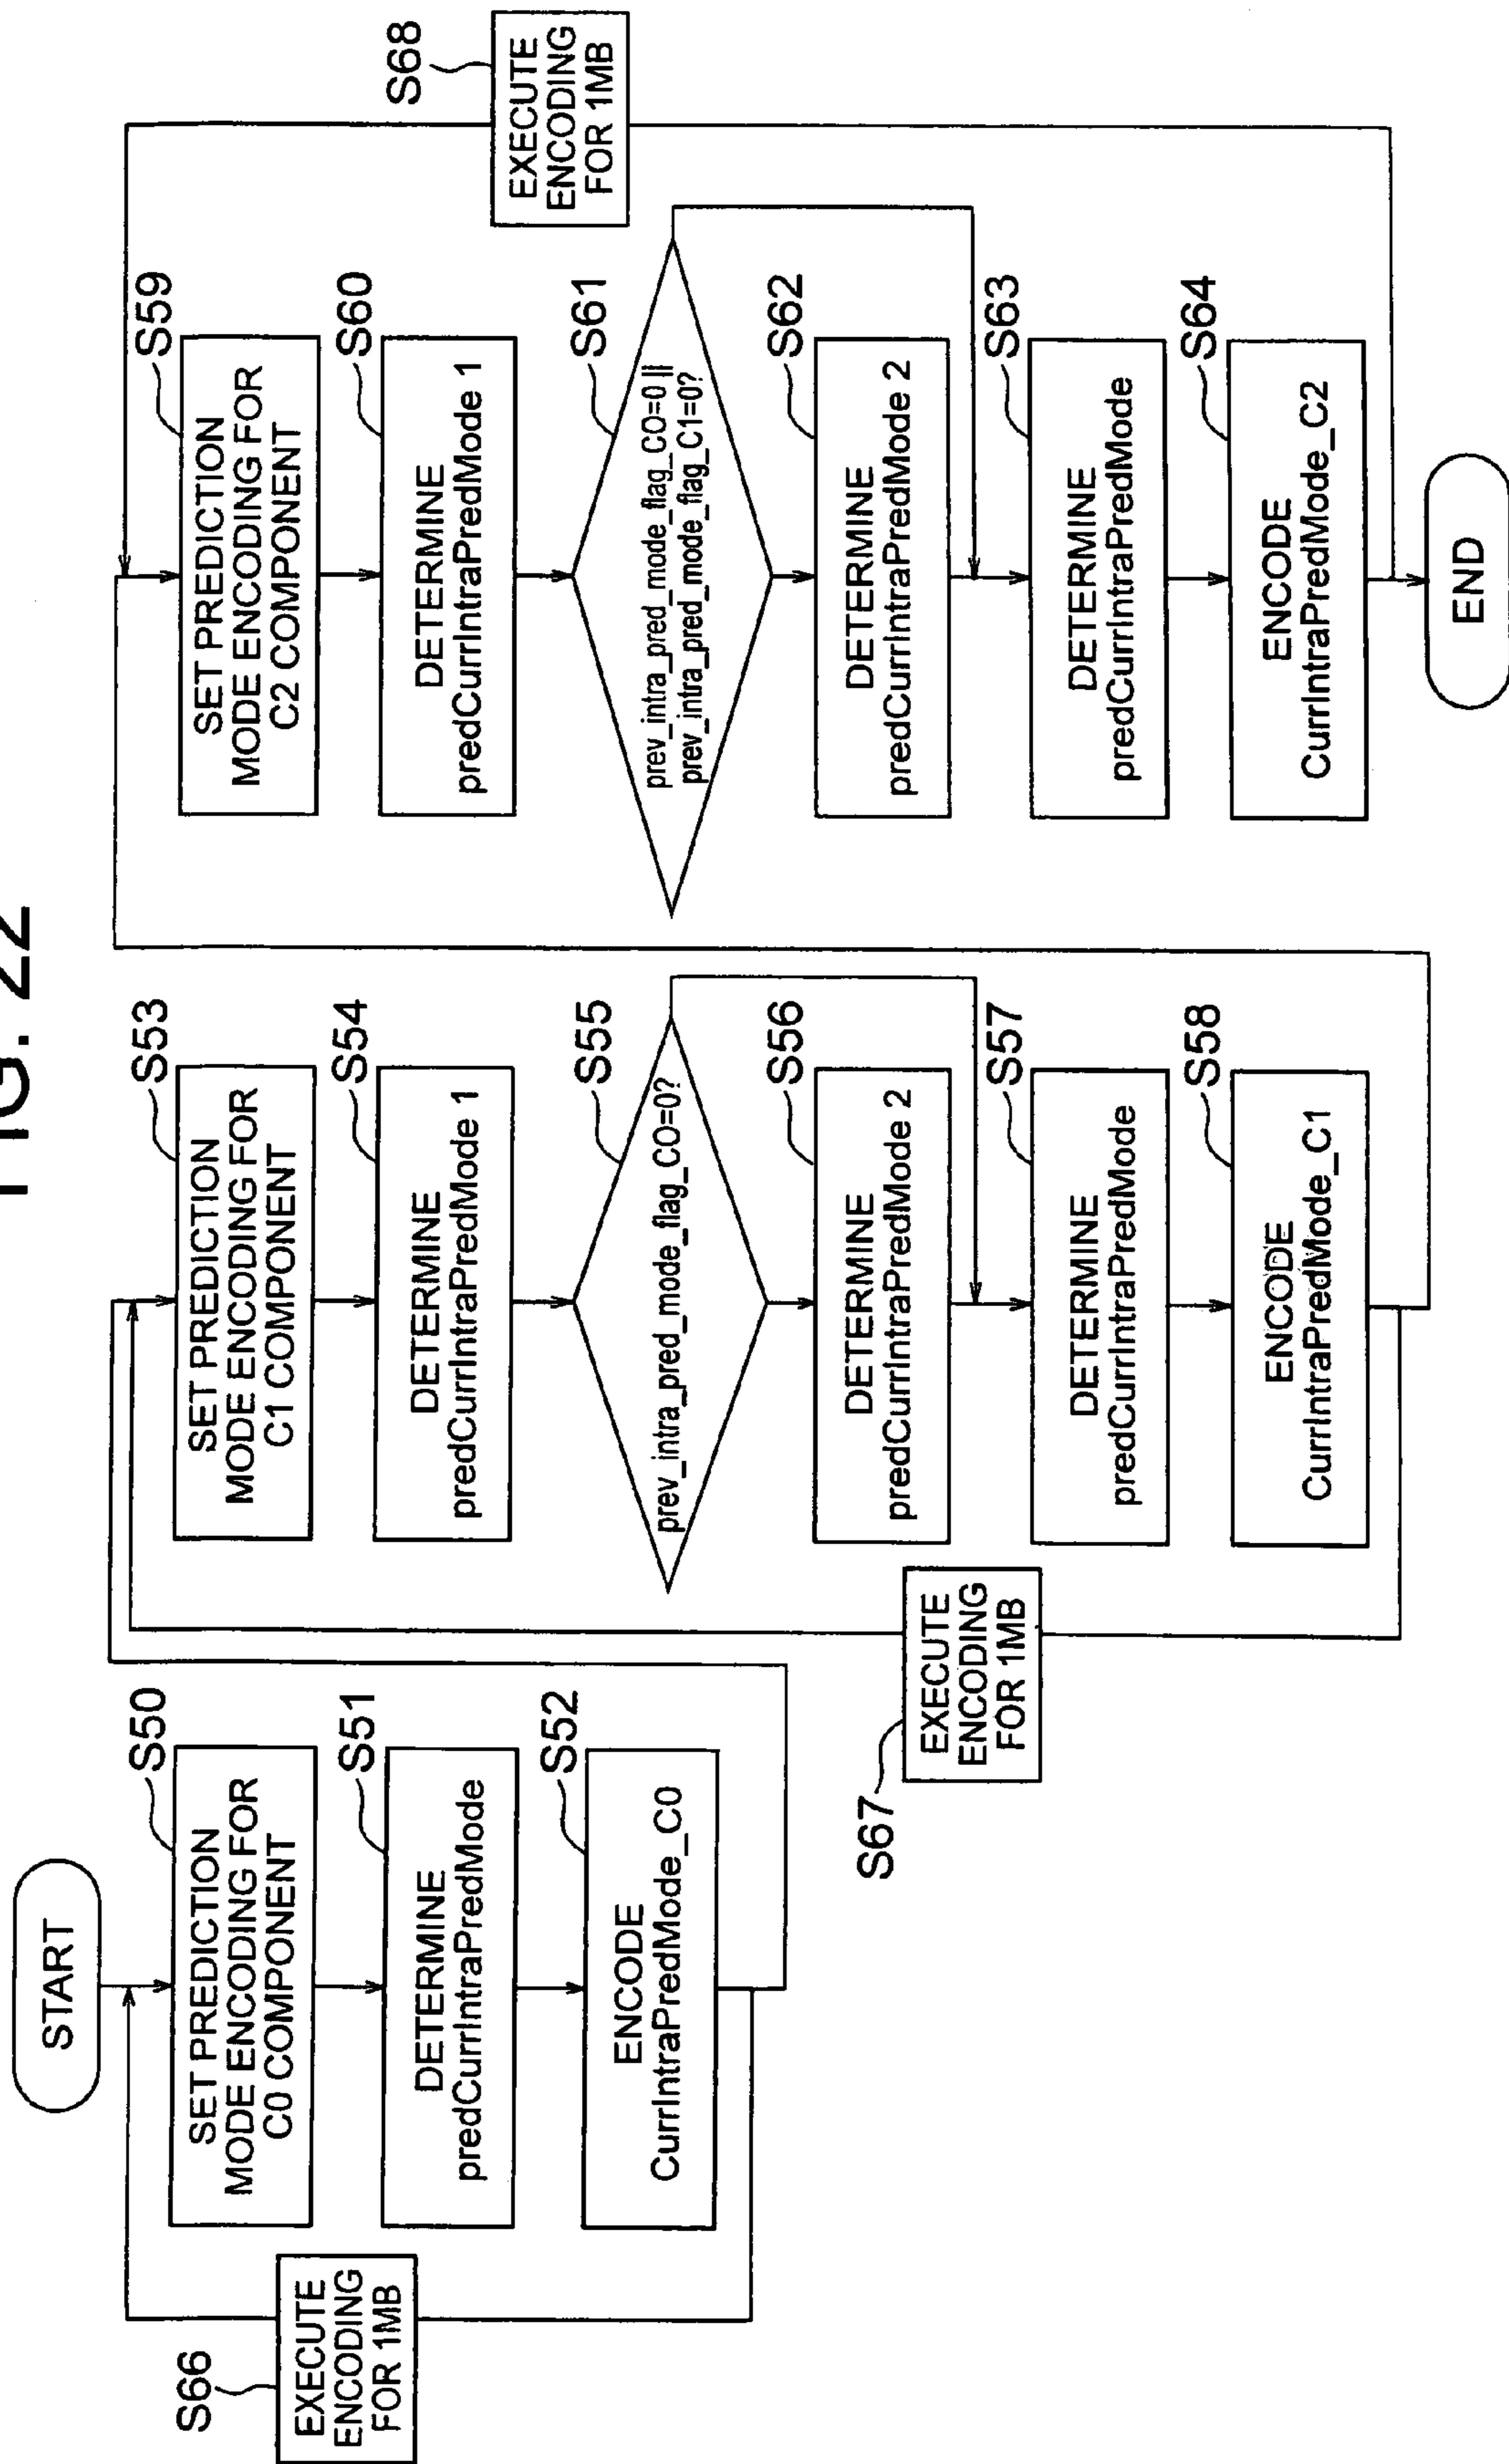 FIG. 22
START
S50
SET PREDICTION
MODE ENCODING FOR
C0 COMPONENT
S51
DETERMINE
predCurrIntraPredMode
S52
ENCODE
CurrIntraPredMode_C0
S66
EXECUTE
ENCODING
FOR 1MB
S53
SET PREDICTION
MODE ENCODING FOR
C1 COMPONENT
S54
DETERMINE
predCurrIntraPredMode 1
S55
prev_intra_pred_mode_flag_CO=0?
S56
DETERMINE
predCurrIntraPredMode 2
S57
DETERMINE
predCurrIntraPredMode
S58
ENCODE
CurrIntraPredMode_C1
S67
EXECUTE
ENCODING
FOR 1MB
S59
SET PREDICTION
MODE ENCODING FOR
C2 COMPONENT
S60
DETERMINE
predCurrIntraPredMode 1
S61
prev_intra_pred_mode_flag_CO=0 ||
prev_intra_pred_mode_flag_C1=0?
S62
DETERMINE
predCurrIntraPredMode 2
S63
DETERMINE
predCurrIntraPredMode
S64
ENCODE
CurrIntraPredMode_C2
S68
EXECUTE
ENCODING
FOR 1MB
END